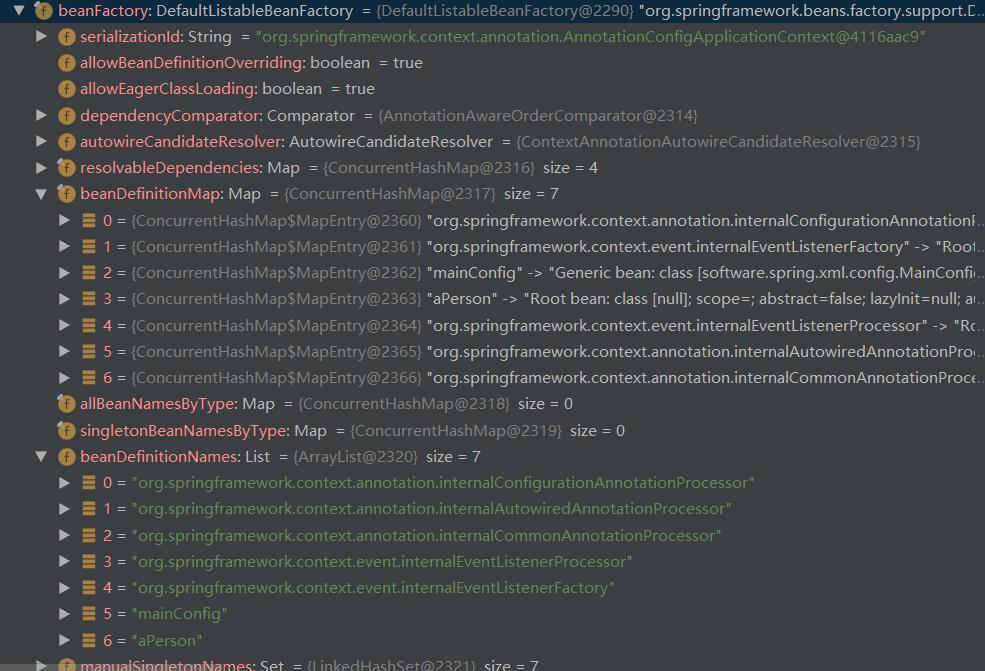 beanFactory: DefaultListableBeanFactory = {DefaultListableBeanFactory@2290} "org.springframework.beans.factory.support.D...
serializationId: String = "org.springframework.context.annotation.AnnotationConfigApplicationContext@4116aac9"
allowBeanDefinitionOverriding: boolean = true
allowEagerClassLoading: boolean = true
dependencyComparator: Comparator = {AnnotationAwareOrderComparator@2314}
autowireCandidateResolver: AutowireCandidateResolver = {ContextAnnotationAutowireCandidateResolver@2315}
resolvableDependencies: Map = {ConcurrentHashMap@2316} size = 4
beanDefinitionMap: Map = {ConcurrentHashMap@2317} size = 7
0 = {ConcurrentHashMap$MapEntry@2360} "org.springframework.context.annotation.internalConfigurationAnnotationP...
1 = {ConcurrentHashMap$MapEntry@2361} "org.springframework.context.event.internalEventListenerFactory" -> "Root...
2 = {ConcurrentHashMap$MapEntry@2362} "mainConfig" -> "Generic bean: class [software.spring.xml.config.MainConfi...
3 = {ConcurrentHashMap$MapEntry@2363} "aPerson" -> "Root bean: class [null]; scope=; abstract=false; lazyInit=null; au...
4 = {ConcurrentHashMap$MapEntry@2364} "org.springframework.context.event.internalEventListenerProcessor" -> "Ro...
5 = {ConcurrentHashMap$MapEntry@2365} "org.springframework.context.annotation.internalAutowiredAnnotationPro...
6 = {ConcurrentHashMap$MapEntry@2366} "org.springframework.context.annotation.internalCommonAnnotationProce...
allBeanNamesByType: Map = {ConcurrentHashMap@2318} size = 0
singletonBeanNamesByType: Map = {ConcurrentHashMap@2319} size = 0
beanDefinitionNames: List = {ArrayList@2320} size = 7
0 = "org.springframework.context.annotation.internalConfigurationAnnotationProcessor"
1 = "org.springframework.context.annotation.internalAutowiredAnnotationProcessor"
2 = "org.springframework.context.annotation.internalCommonAnnotationProcessor"
3 = "org.springframework.context.event.internalEventListenerProcessor"
4 = "org.springframework.context.event.internalEventListenerFactory"
5 = "mainConfig"
6 = "aPerson"
manualSingletonNames: Set = {LinkedHashSet@2321} size = 7